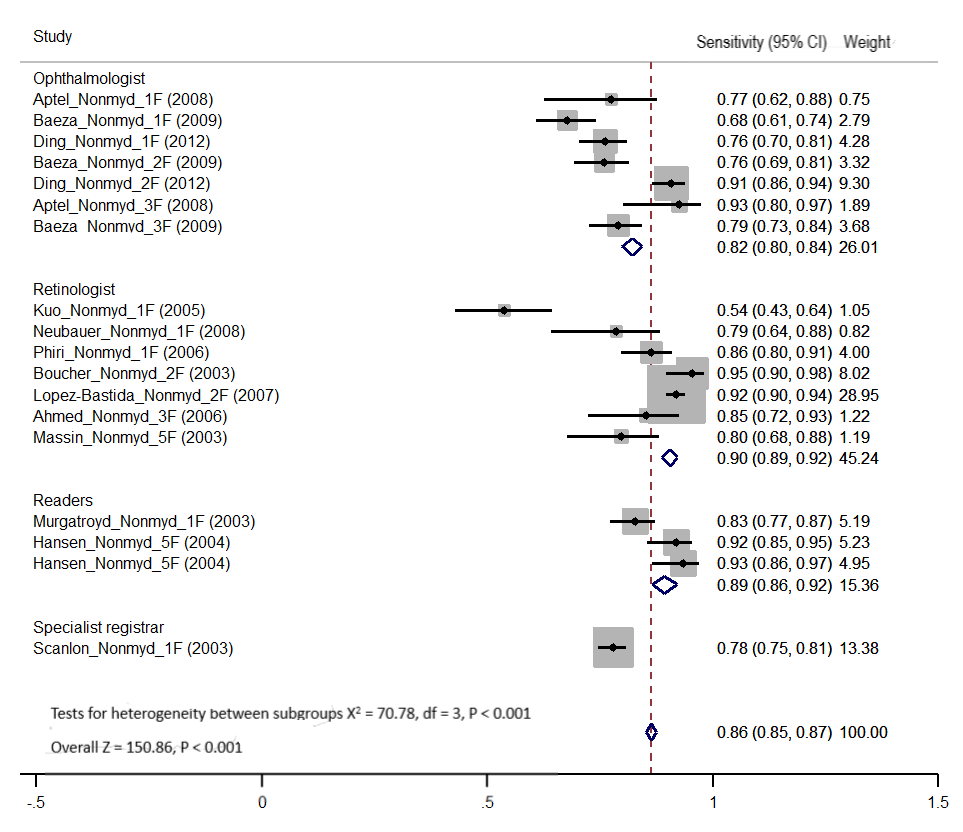 Study Sensitivity (95% CI) Weight
Ophthalmologist
Aptel_Nonmyd_1F (2008) 0.77 (0.62, 0.88) 0.75
Baeza_Nonmyd_1F (2009) 0.68 (0.61, 0.74) 2.79
Ding_Nonmyd_1F (2012) 0.76 (0.70, 0.81) 4.28
Baeza_Nonmyd_2F (2009) 0.76 (0.69, 0.81) 3.32
Ding_Nonmyd_2F (2012) 0.91 (0.86, 0.94) 9.30
Aptel_Nonmyd_3F (2008) 0.93 (0.80, 0.97) 1.89
Baeza Nonmyd_3F (2009) 0.79 (0.73, 0.84) 3.68
0.82 (0.80, 0.84) 26.01
Retinologist
Kuo_Nonmyd_1F (2005) 0.54 (0.43, 0.64) 1.05
Neubauer_Nonmyd_1F (2008) 0.79 (0.64, 0.88) 0.82
Phiri_Nonmyd_1F (2006) 0.86 (0.80, 0.91) 4.00
Boucher_Nonmyd_2F (2003) 0.95 (0.90, 0.98) 8.02
Lopez-Bastida_Nonmyd_2F (2007) 0.92 (0.90, 0.94) 28.95
Ahmed_Nonmyd_3F (2006) 0.85 (0.72, 0.93) 1.22
Massin_Nonmyd_5F (2003) 0.80 (0.68, 0.88) 1.19
0.90 (0.89, 0.92) 45.24
Readers
Murgatroyd_Nonmyd_1F (2003) 0.83 (0.77, 0.87) 5.19
Hansen_Nonmyd_5F (2004) 0.92 (0.85, 0.95) 5.23
Hansen_Nonmyd_5F (2004) 0.93 (0.86, 0.97) 4.95
0.89 (0.86, 0.92) 15.36
Specialist registrar
Scanlon_Nonmyd_1F (2003) 0.78 (0.75, 0.81) 13.38
Tests for heterogeneity between subgroups X² = 70.78, df = 3, P < 0.001
0.86 (0.85, 0.87) 100.00
Overall Z = 150.86, P < 0.001
-.5 0 .5 1 1.5